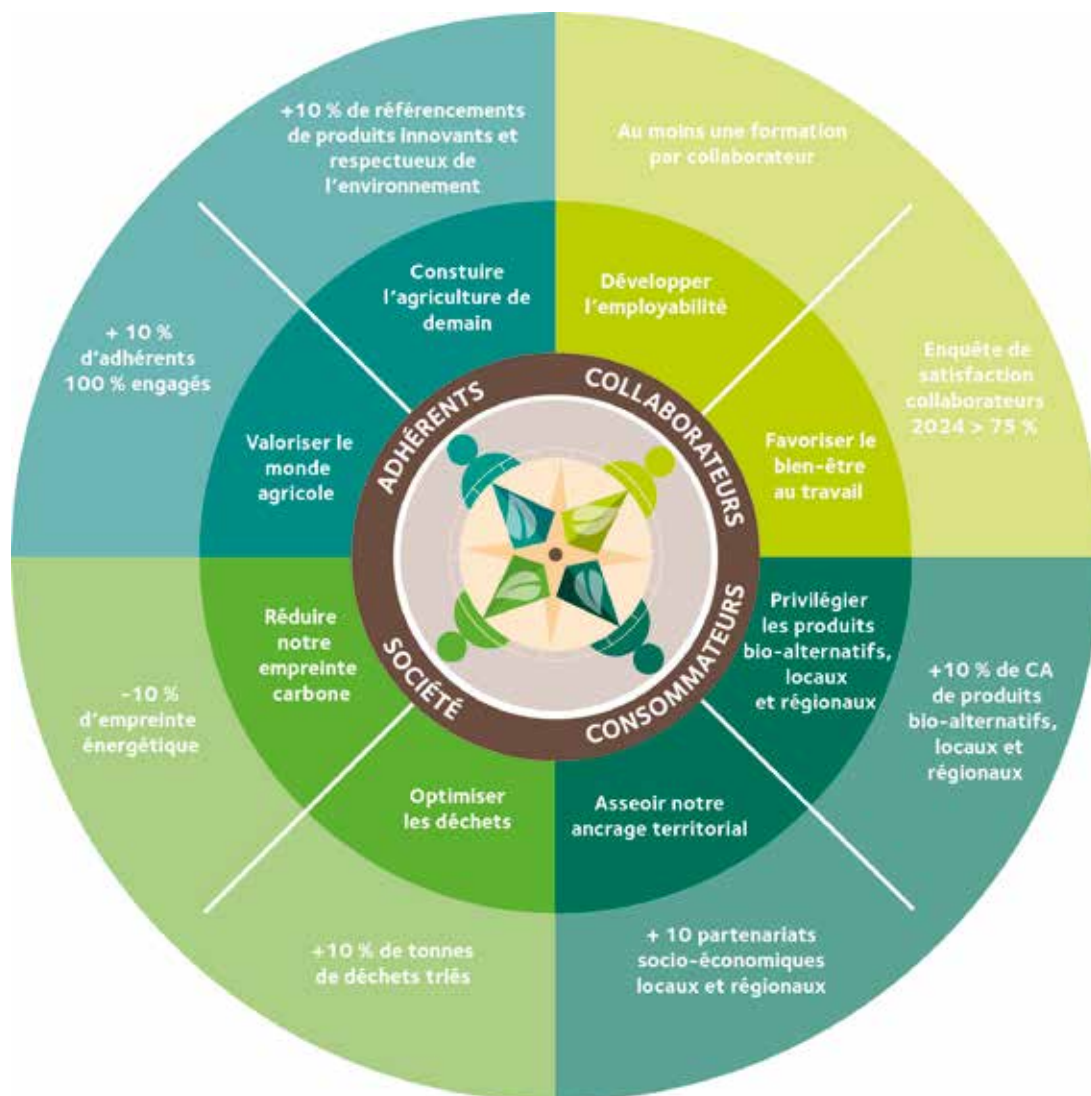 +10 % de référencements
de produits innovants et
respectueux de
l'environnement
Au moins une formation
par collaborateur
Constuire
l'agriculture de
demain
Développer
l'employabilité
+ 10 %
d'adhérents
100 % engagés
Enquête de
satisfaction
collaborateurs
2024 > 75 %
Valoriser le
monde
agricole
Favoriser le
bien-être
au travail
ADHÉRENTS
COLLABORATEURS
SOCIÉTÉ
CONSOMMATEURS
Réduire
notre
empreinte
carbone
Privilégier
les produits
bio-alternatifs,
locaux
et régionaux
-10 %
d'empreinte
énergétique
+10 % de CA
de produits
bio-alternatifs,
locaux et
régionaux
Optimiser
les déchets
Asseoir notre
ancrage territorial
+10 % de tonnes
de déchets triés
+ 10 partenariats
socio-économiques
locaux et régionaux